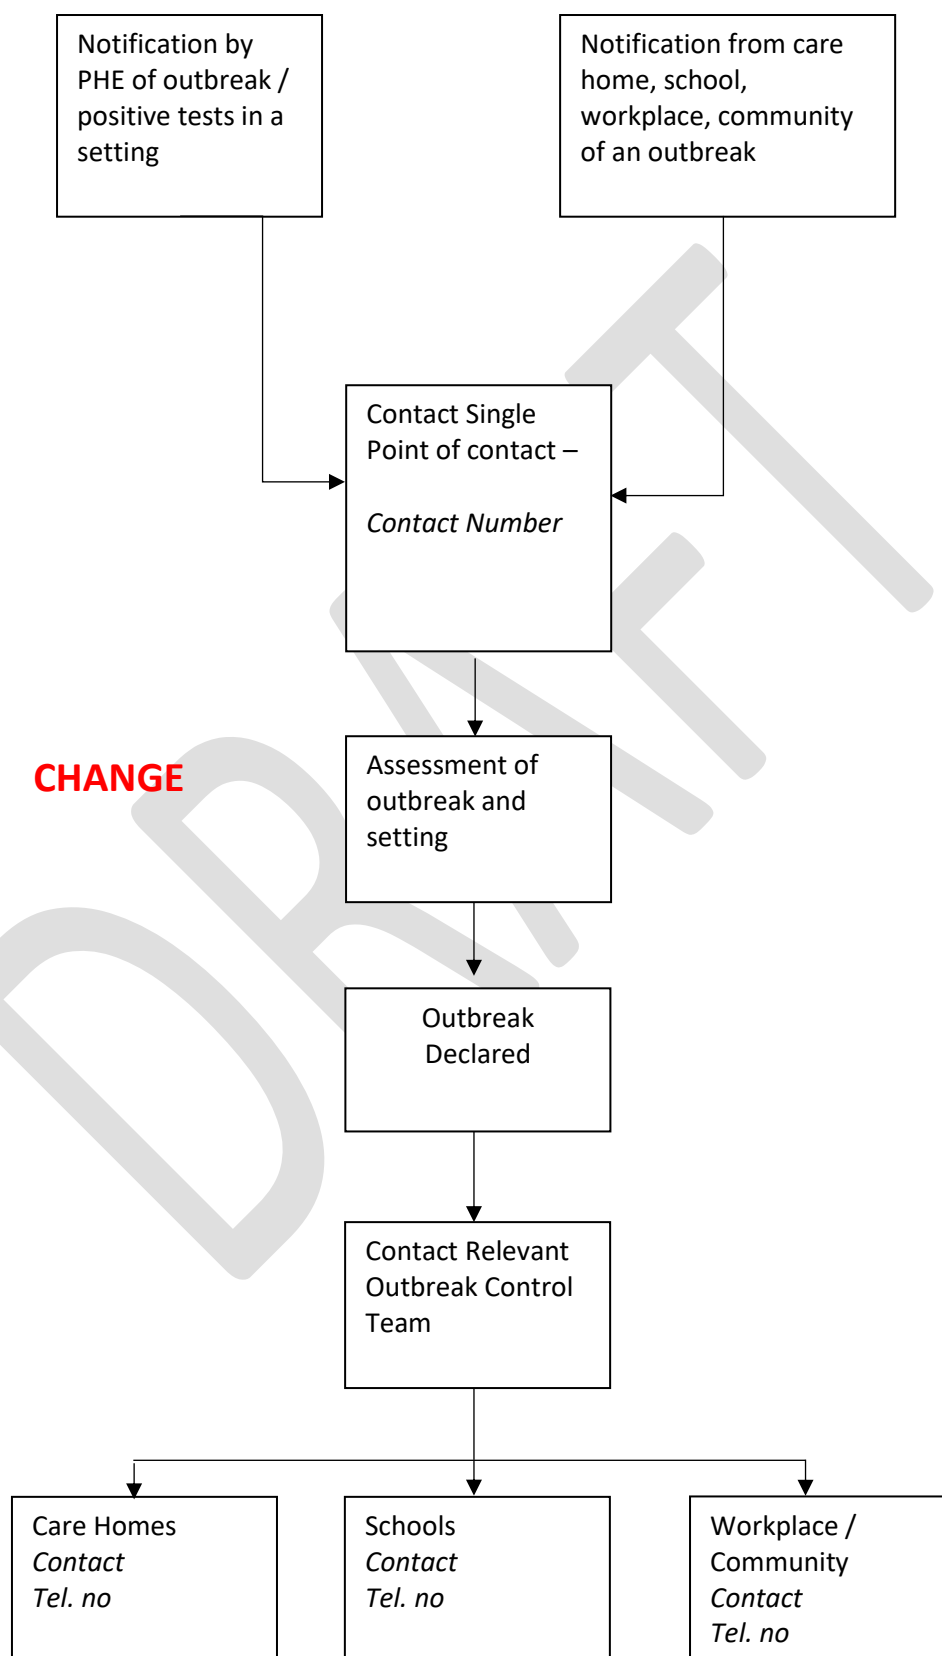 Notification by
PHE of outbreak /
positive tests in a
setting
Notification from care
home, school,
workplace, community
of an outbreak
Contact Single
Point of contact –
Contact Number
CHANGE
Assessment of
outbreak and
setting
Outbreak
Declared
Contact Relevant
Outbreak Control
Team
Care Homes
Contact
Tel. no
Schools
Contact
Tel. no
Workplace /
Community
Contact
Tel. no
DRAFT